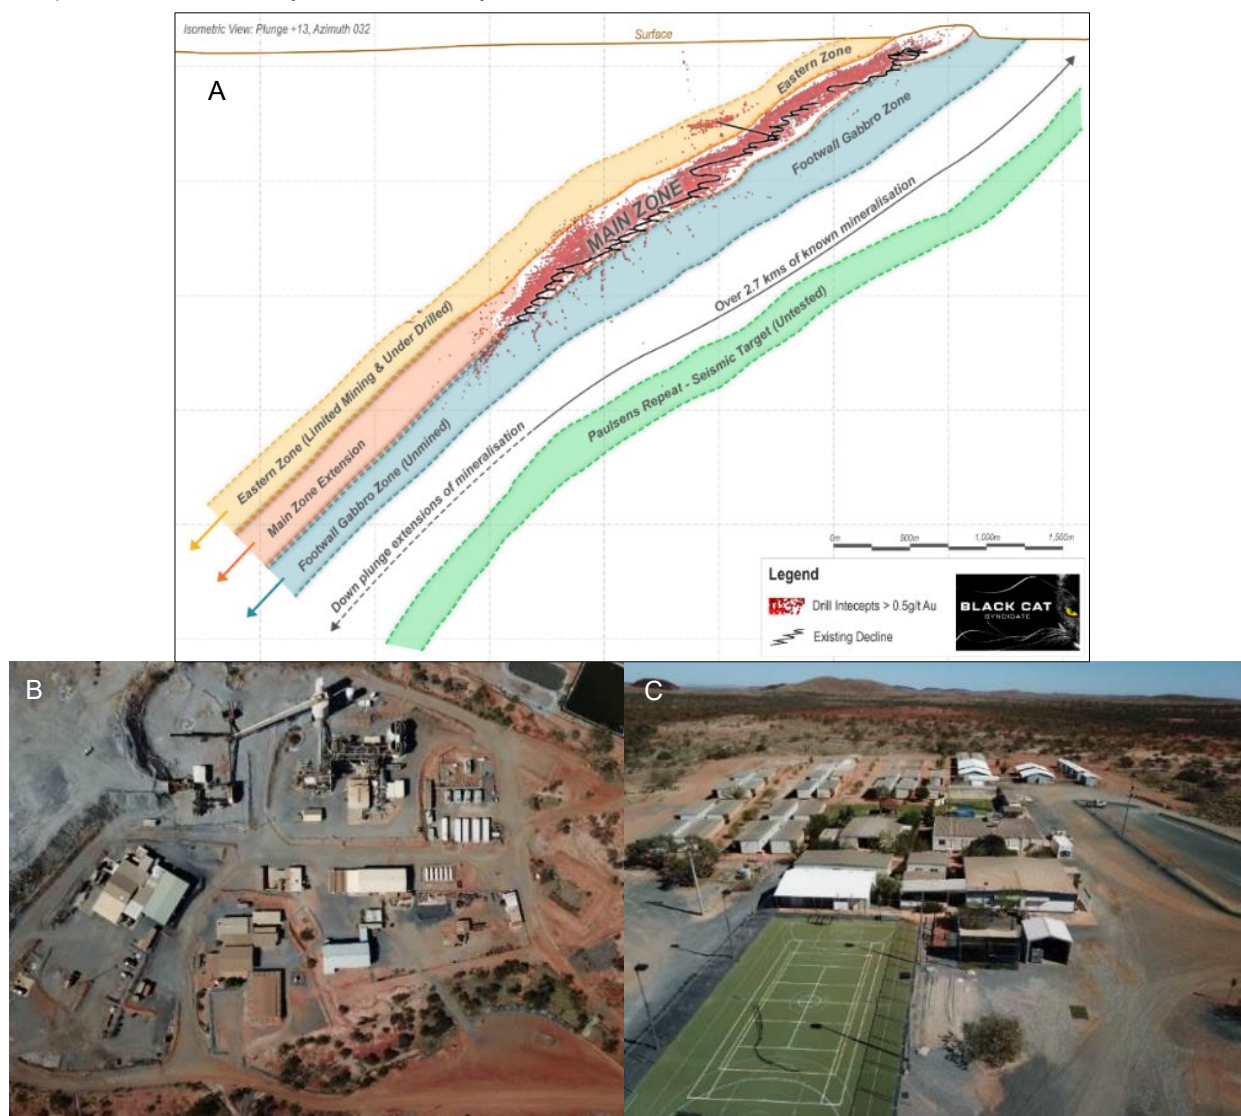 Isometric View: Plunge +13, Azimuth 032
Surface
A
Eastern Zone
Footwall Gabbro Zone
MAIN ZONE
Over 2.7 kms of known mineralisation
Eastern Zone (Limited Mining & Under Drilled)
Main Zone Extension
Footwall Gabbro Zone (Unmined)
Down plunge extensions of mineralisation
Paulsens Repeat - Seismic Target (Untested)
0m 500m 1,000m 1,500m
Legend
Drill Intecepts > 0.5g/t Au
Existing Decline
BLACK CAT
SYNDICATE
B
C